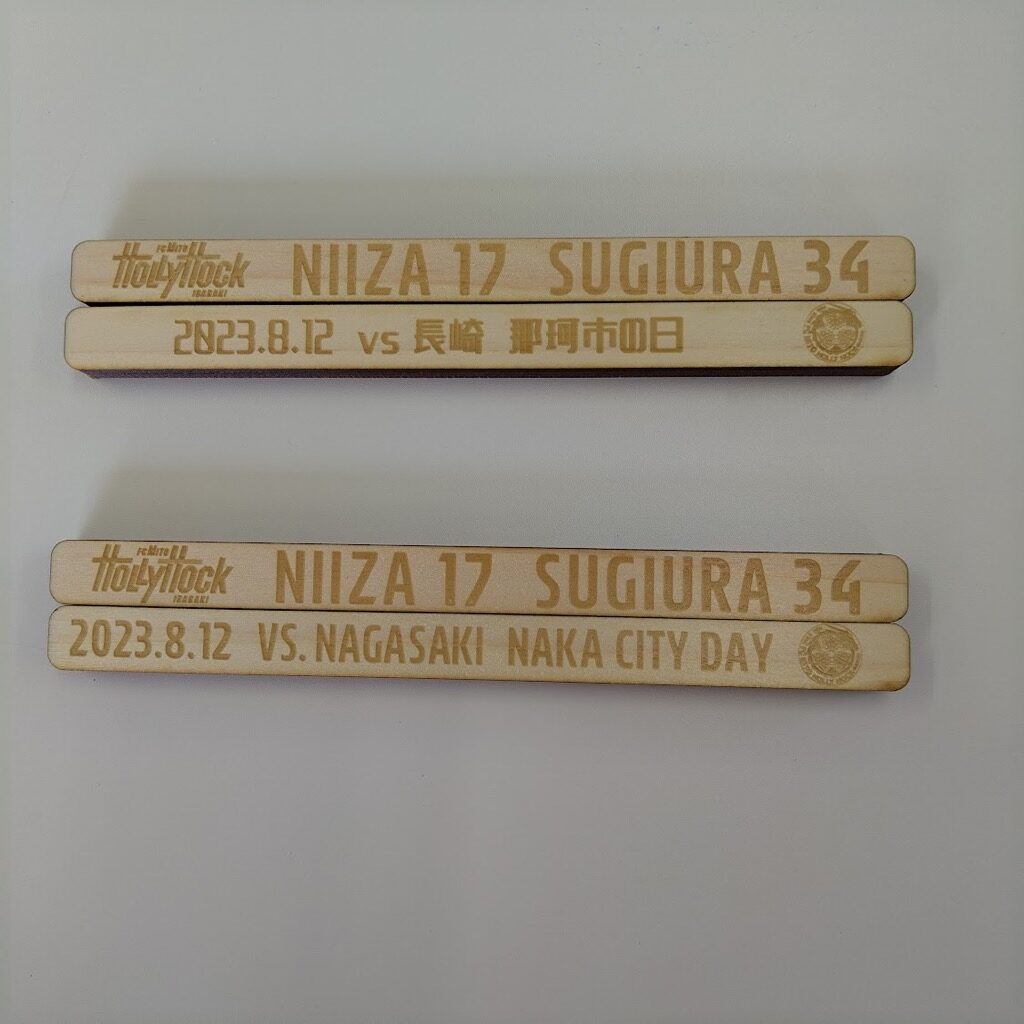 FC MITO
HollyHock
IBARAKI
NIIZA 17 SUGIURA 34
2023.8.12 vs 長崎 那珂市の日
FC MITO
HollyHock
IBARAKI
NIIZA 17 SUGIURA 34
2023.8.12 VS. NAGASAKI NAKA CITY DAY